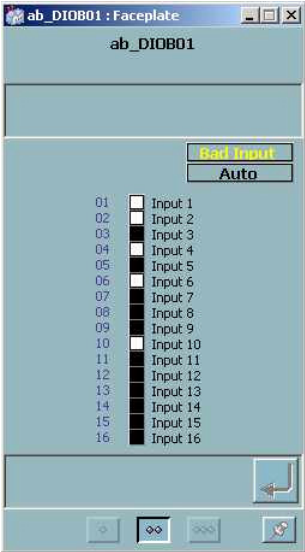 ab_DIOB01 : Faceplate
ab_DIOB01
Bad Input
Auto
01 Input 1
02 Input 2
03 Input 3
04 Input 4
05 Input 5
06 Input 6
07 Input 7
08 Input 8
09 Input 9
10 Input 10
11 Input 11
12 Input 12
13 Input 13
14 Input 14
15 Input 15
16 Input 16